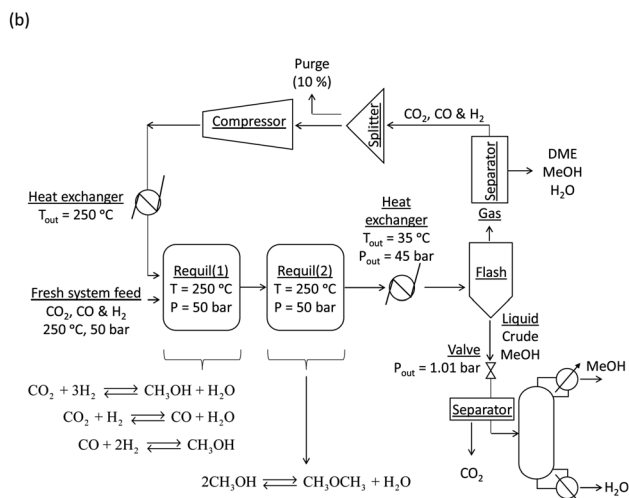 (b)
Purge
(10 %)
Compressor
Splitter
CO₂, CO & H₂
Separator
DME
MeOH
H₂O
Gas
Heat exchanger
Tout = 250 °C
Heat
exchanger
Tout = 35 °C
Pout = 45 bar
Requil(1)
T = 250 °C
P = 50 bar
Requil(2)
T = 250 °C
P = 50 bar
Flash
Fresh system feed
CO₂, CO & H₂
250 °C, 50 bar
Liquid
Crude
MeOH
Valve
Pout = 1.01 bar
MeOH
Separator
CO₂
H₂O
CO₂ + 3H₂ ⇌ CH₃OH + H₂O
CO₂ + H₂ ⇌ CO + H₂O
CO + 2H₂ ⇌ CH₃OH
2CH₃OH ⇌ CH₃OCH₃ + H₂O